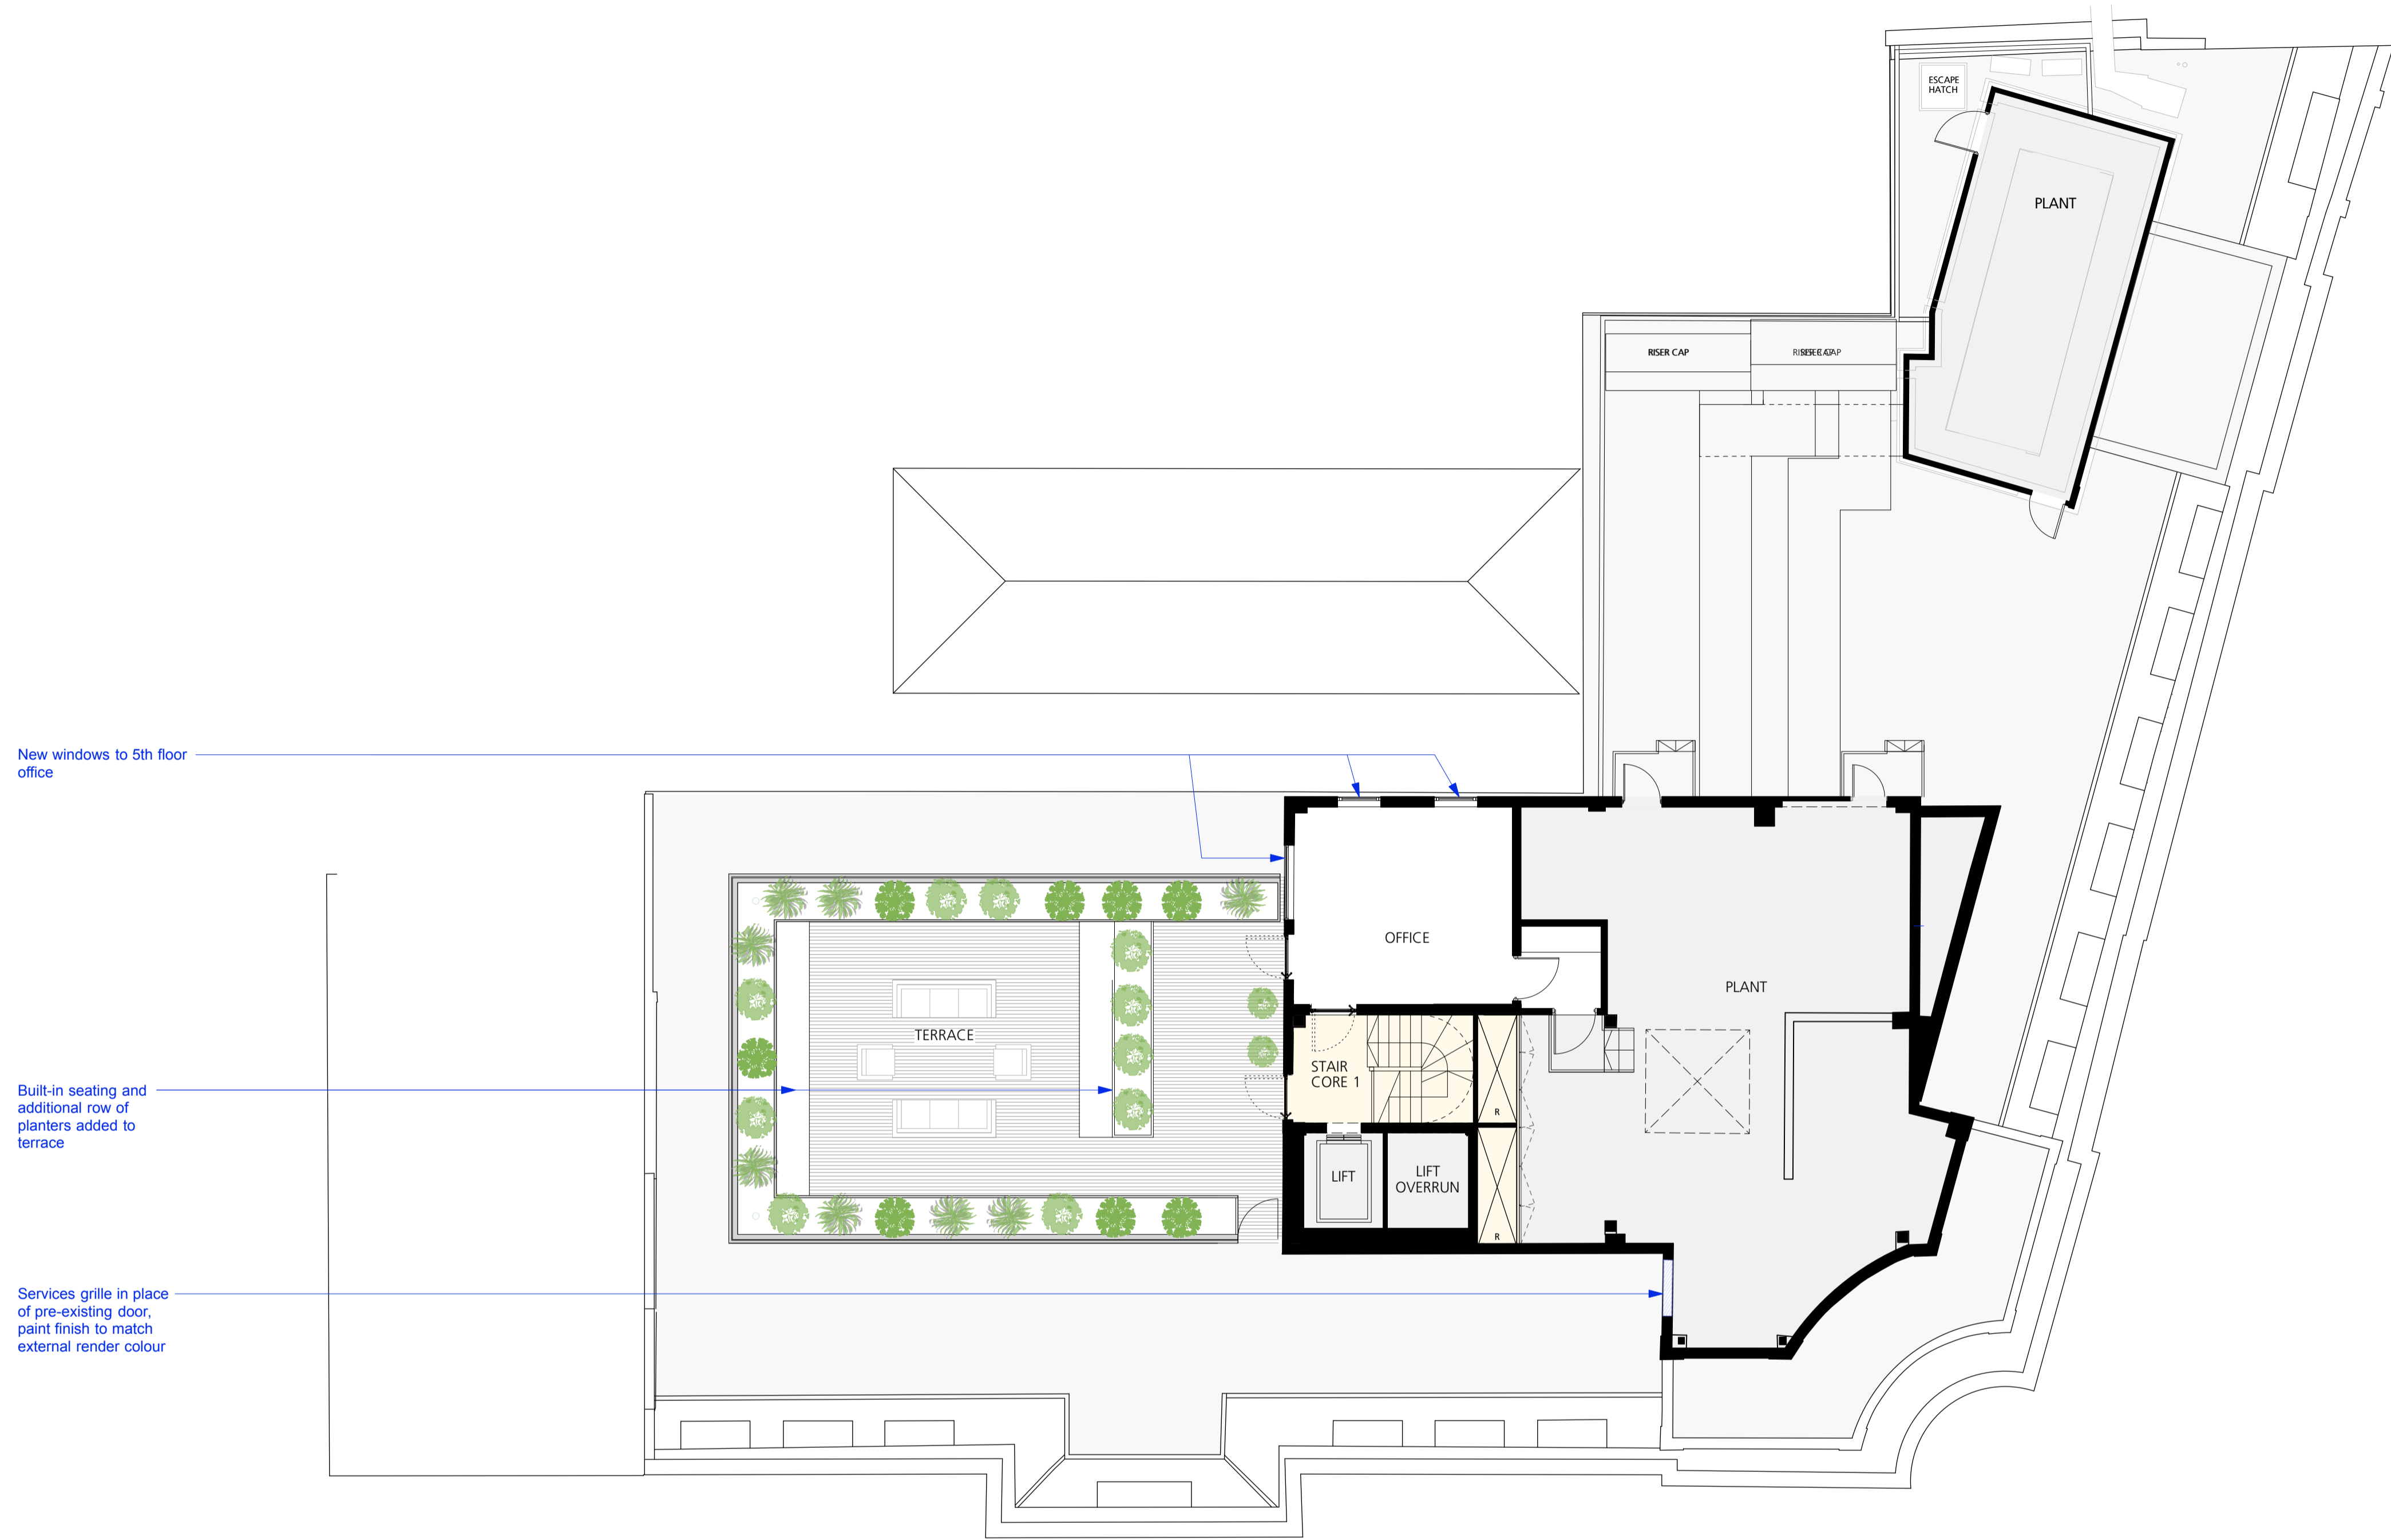 ESCAPE
HATCH
PLANT
RISER CAP
RISER CAP
New windows to 5th floor
office
OFFICE
PLANT
TERRACE
STAIR
CORE 1
Built-in seating and
additional row of
planters added to
terrace
R
LIFT
LIFT
OVERRUN
R
Services grille in place
of pre-existing door,
paint finish to match
external render colour